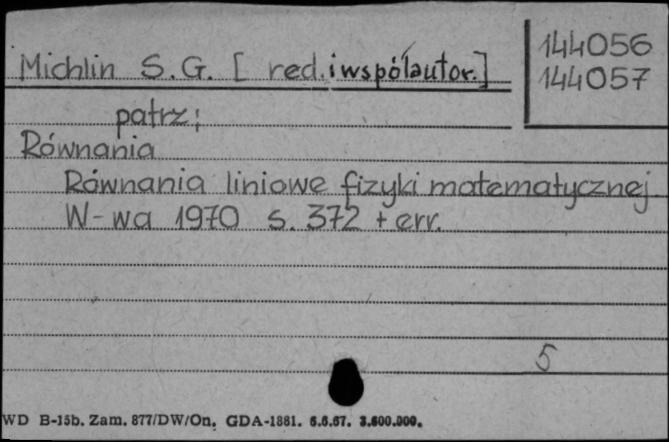 144056
Michlin S.G. [ red. i współautor.]
144057
patrz:
Równania
Równania liniowe fizyki matematycznej
W-wa 1970 s. 372 + err.
5
WD B-15b. Zam. 877/DW/On. GDA-1881. 6.6.67. 3.600.000.